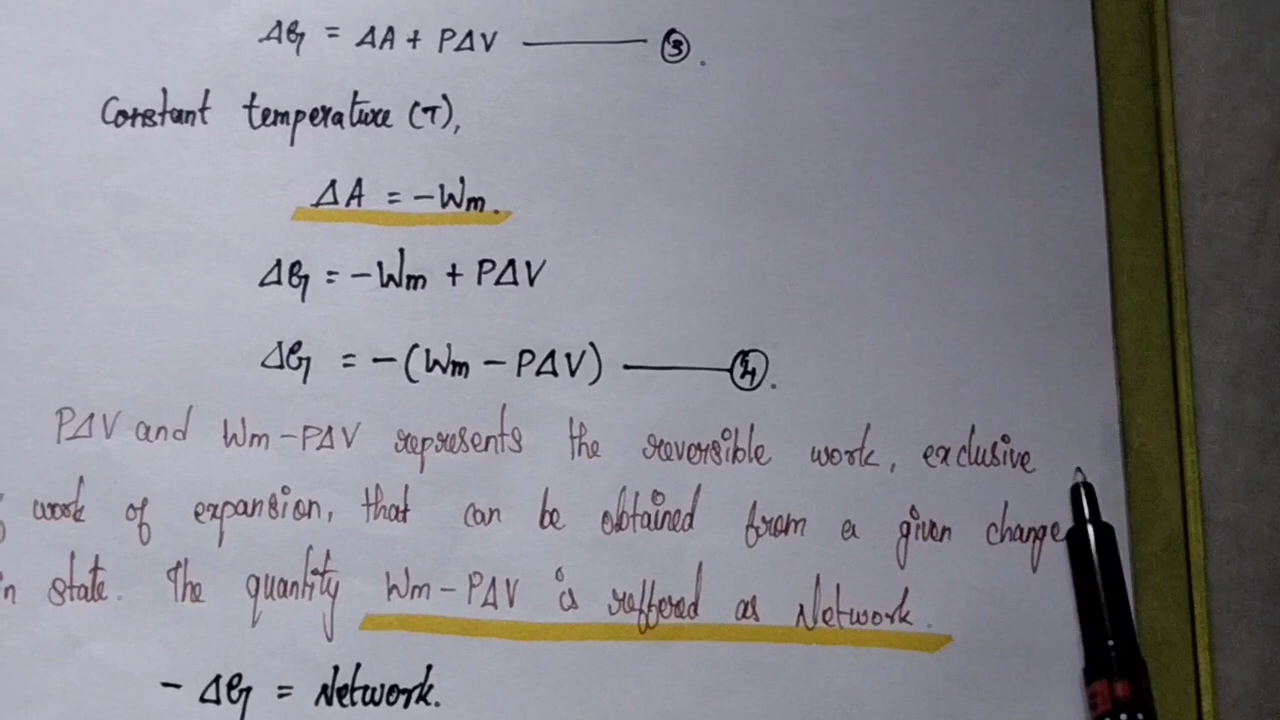 ΔG = ΔA + PΔV ——— ③.
Constant temperature (T),
ΔA = -Wm.
ΔG = -Wm + PΔV
ΔG = -(Wm - PΔV) ——— ④.
PΔV and Wm-PΔV represents the reversible work, exclusive
work of expansion, that can be obtained from a given change
in state. The quantity Wm-PΔV is reffered as Network.
- ΔG = Network.